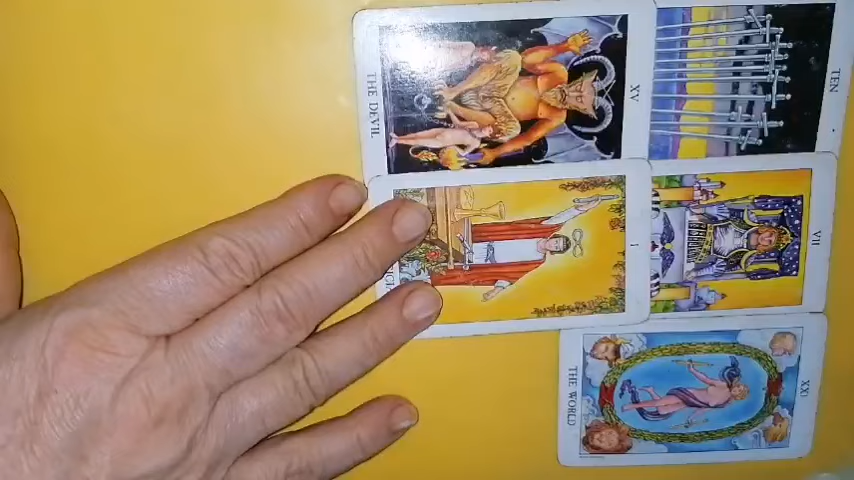 XV
THE DEVIL
TEN
I
VII
XXI
THE WORLD